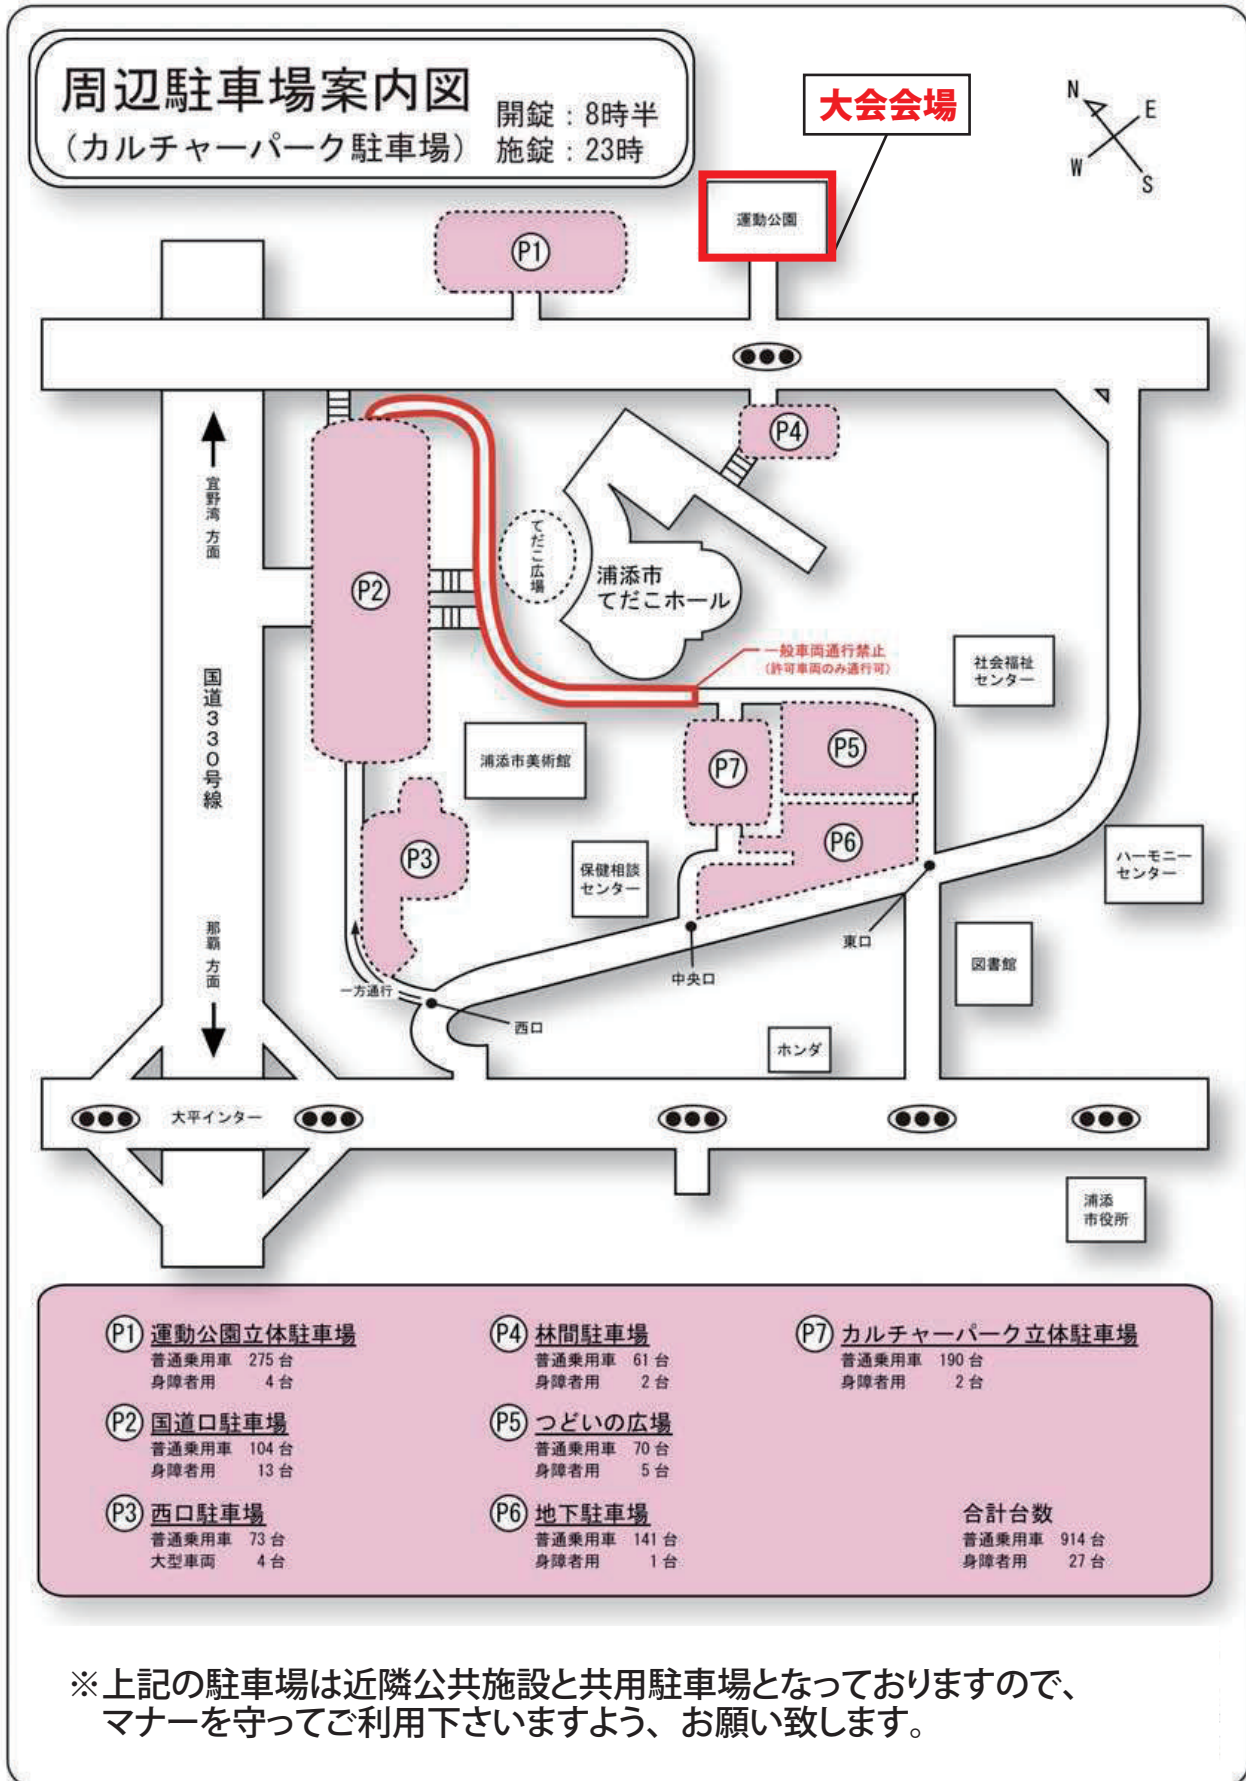 周辺駐車場案内図
(カルチャーパーク駐車場)
開錠：8時半
施錠：23時
大会会場
N
E
W
S
運動公園
P1
P4
宜野湾 方面
P2
てだこ広場
浦添市
てだこホール
一般車両通行禁止
(許可車両のみ通行可)
社会福祉
センター
国道330号線
浦添市美術館
P7
P5
P3
P6
保健相談
センター
ハーモニー
センター
那覇 方面
東口
図書館
中央口
一方通行
西口
ホンダ
大平インター
浦添
市役所
P1 運動公園立体駐車場
普通乗用車 275台
身障者用 4台
P2 国道口駐車場
普通乗用車 104台
身障者用 13台
P3 西口駐車場
普通乗用車 73台
大型車両 4台
P4 林間駐車場
普通乗用車 61台
身障者用 2台
P5 つどいの広場
普通乗用車 70台
身障者用 5台
P6 地下駐車場
普通乗用車 141台
身障者用 1台
P7 カルチャーパーク立体駐車場
普通乗用車 190台
身障者用 2台
合計台数
普通乗用車 914台
身障者用 27台
※上記の駐車場は近隣公共施設と共用駐車場となっておりますので、
マナーを守ってご利用下さいますよう、お願い致します。